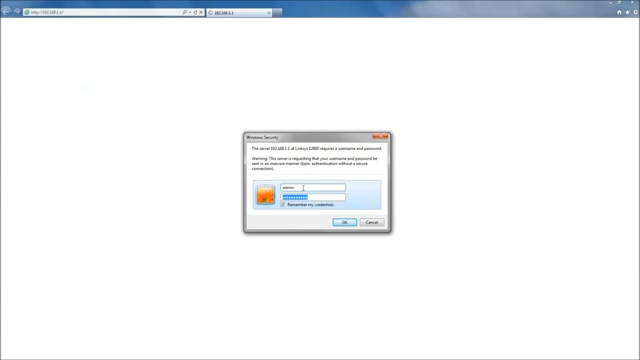 http://192.168.1.1/
192.168.1.1
Windows Security
The server 192.168.1.1 at Linksys E2000 requires a username and password.
Warning: This server is requesting that your username and password be
sent in an insecure manner (basic authentication without a secure
connection).
admin
Remember my credentials
OK
Cancel